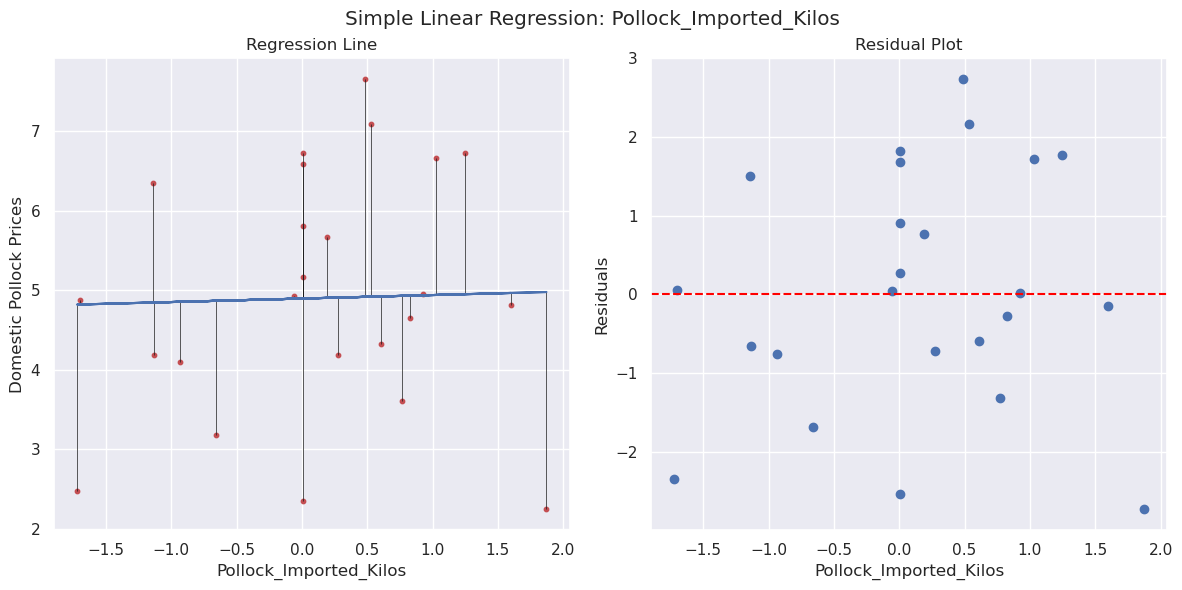 Simple Linear Regression: Pollock_Imported_Kilos
Regression Line
Domestic Pollock Prices
7
6
5
4
3
2
−1.5 −1.0 −0.5 0.0 0.5 1.0 1.5 2.0
Pollock_Imported_Kilos
Residual Plot
Residuals
3
2
1
0
−1
−2
−1.5 −1.0 −0.5 0.0 0.5 1.0 1.5 2.0
Pollock_Imported_Kilos